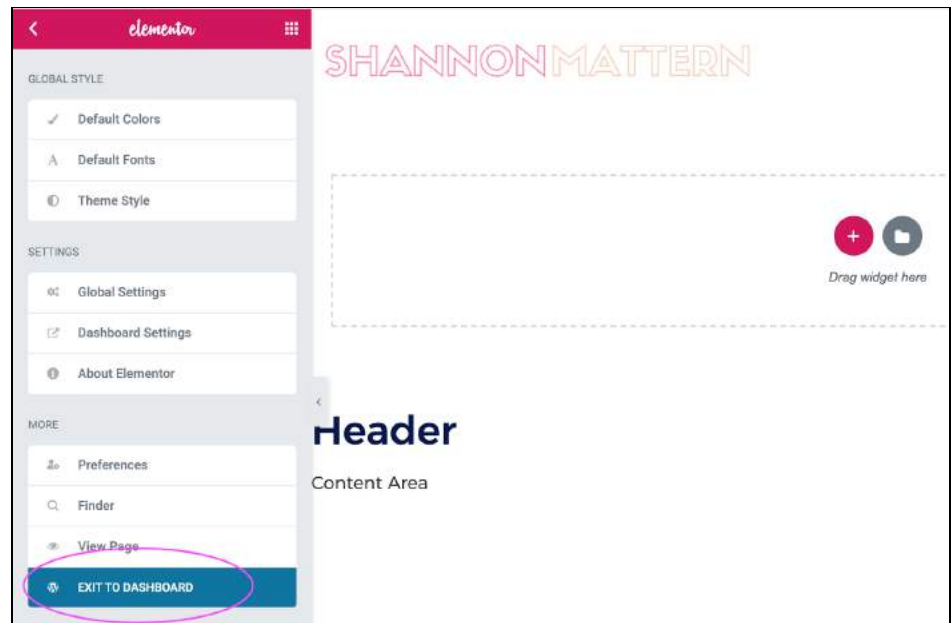 elementor
GLOBAL STYLE
Default Colors
Default Fonts
Theme Style
SETTINGS
Global Settings
Dashboard Settings
About Elementor
MORE
Preferences
Finder
View Page
EXIT TO DASHBOARD
SHANNONMATTERN
Drag widget here
Header
Content Area